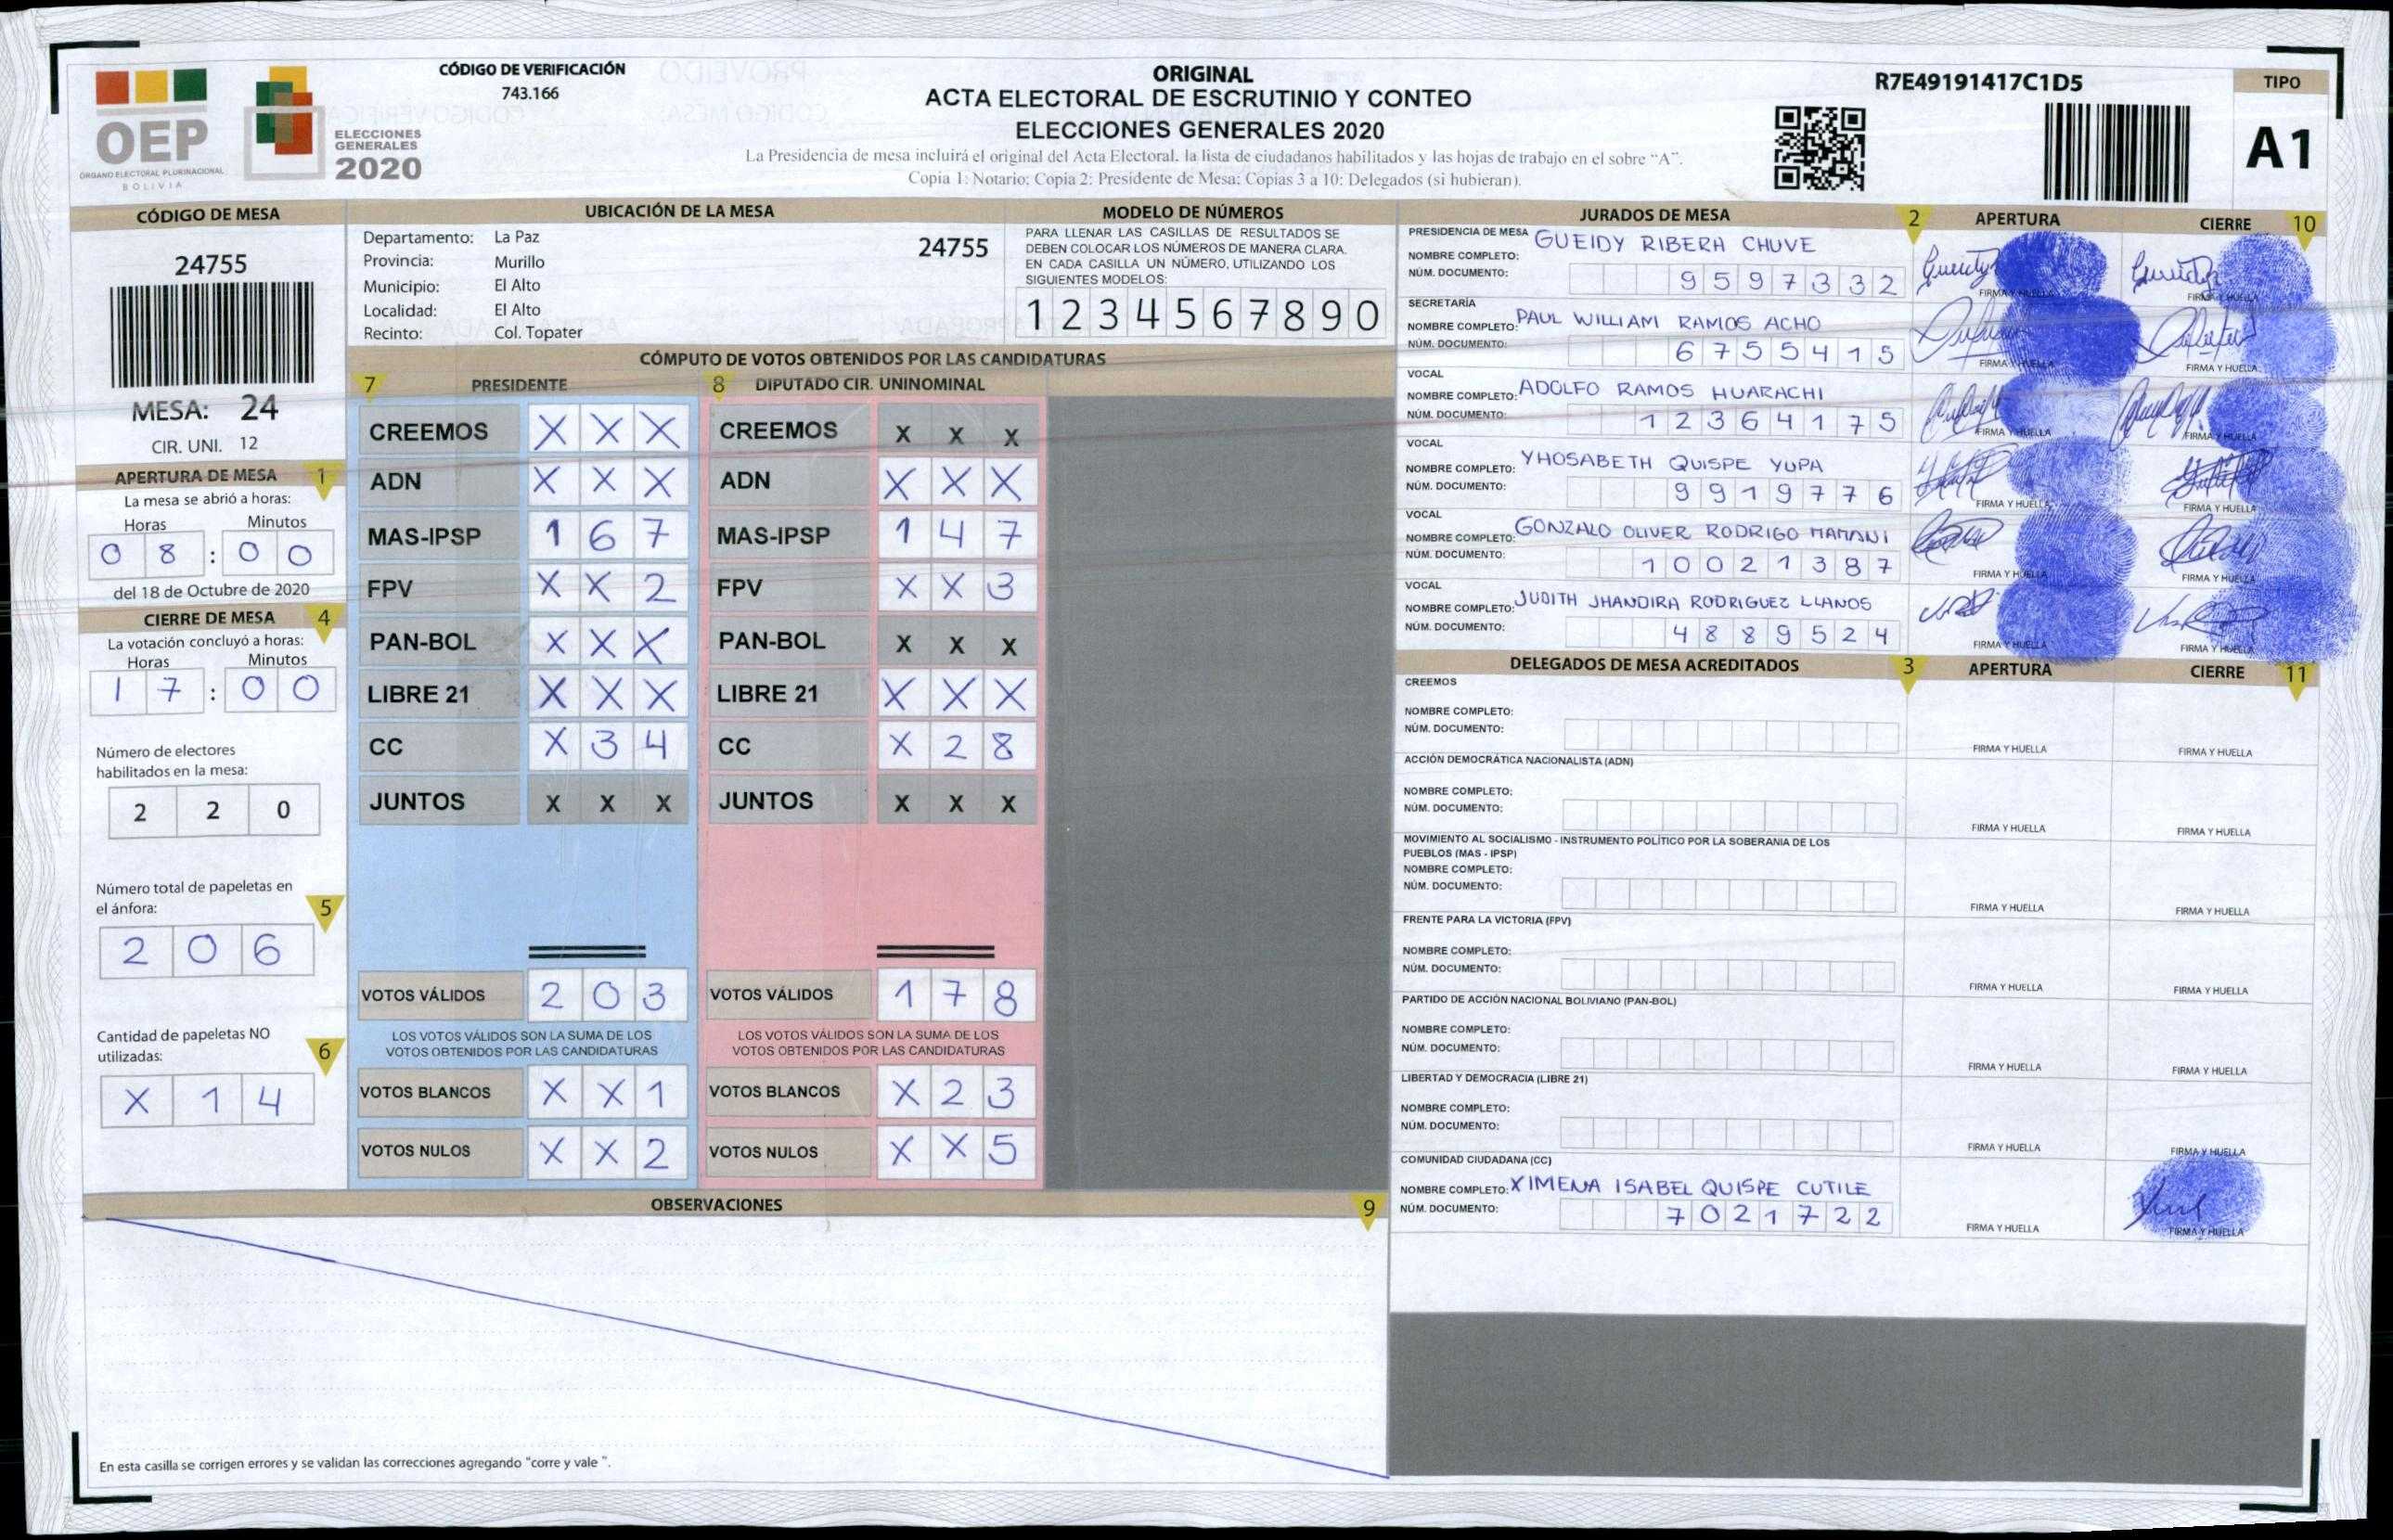 CÓDIGO DE VERIFICACIÓN
743.166
OEP
ÓRGANO ELECTORAL PLURINACIONAL
BOLIVIA
ELECCIONES
GENERALES
2020
ORIGINAL
ACTA ELECTORAL DE ESCRUTINIO Y CONTEO
ELECCIONES GENERALES 2020
La Presidencia de mesa incluirá el original del Acta Electoral, la lista de ciudadanos habilitados y las hojas de trabajo en el sobre "A".
Copia 1: Notario; Copia 2: Presidente de Mesa; Copias 3 a 10: Delegados (si hubieran).
R7E49191417C1D5
TIPO
A1
CÓDIGO DE MESA
24755
MESA: 24
CIR. UNI. 12
APERTURA DE MESA 1
La mesa se abrió a horas:
Horas Minutos
0 8 : 0 0
del 18 de Octubre de 2020
CIERRE DE MESA 4
La votación concluyó a horas:
Horas Minutos
1 7 : 0 0
Número de electores
habilitados en la mesa:
2 2 0
Número total de papeletas en
el ánfora: 5
2 0 6
Cantidad de papeletas NO
utilizadas: 6
X 1 4
UBICACIÓN DE LA MESA
Departamento: La Paz 24755
Provincia: Murillo
Municipio: El Alto
Localidad: El Alto
Recinto: Col. Topater
MODELO DE NÚMEROS
PARA LLENAR LAS CASILLAS DE RESULTADOS SE
DEBEN COLOCAR LOS NÚMEROS DE MANERA CLARA.
EN CADA CASILLA UN NÚMERO, UTILIZANDO LOS
SIGUIENTES MODELOS:
1 2 3 4 5 6 7 8 9 0
CÓMPUTO DE VOTOS OBTENIDOS POR LAS CANDIDATURAS
7 PRESIDENTE 8 DIPUTADO CIR. UNINOMINAL
CREEMOS X X X CREEMOS X X X
ADN X X X ADN X X X
MAS-IPSP 1 6 7 MAS-IPSP 1 4 7
FPV X X 2 FPV X X 3
PAN-BOL X X X PAN-BOL X X X
LIBRE 21 X X X LIBRE 21 X X X
CC X 3 4 CC X 2 8
JUNTOS X X X JUNTOS X X X
VOTOS VÁLIDOS 2 0 3 VOTOS VÁLIDOS 1 7 8
LOS VOTOS VÁLIDOS SON LA SUMA DE LOS LOS VOTOS VÁLIDOS SON LA SUMA DE LOS
VOTOS OBTENIDOS POR LAS CANDIDATURAS VOTOS OBTENIDOS POR LAS CANDIDATURAS
VOTOS BLANCOS X X 1 VOTOS BLANCOS X 2 3
VOTOS NULOS X X 2 VOTOS NULOS X X 5
OBSERVACIONES 9
En esta casilla se corrigen errores y se validan las correcciones agregando "corre y vale ".
JURADOS DE MESA 2 APERTURA CIERRE 10
PRESIDENCIA DE MESA
NOMBRE COMPLETO: GUEIDY RIBERA CHUVE
NÚM. DOCUMENTO: 9 5 9 7 3 3 2
FIRMA Y HUELLA FIRMA Y HUELLA
SECRETARÍA
NOMBRE COMPLETO: PAUL WILLIAM RAMOS ACHO
NÚM. DOCUMENTO: 6 7 5 5 4 1 5
FIRMA Y HUELLA FIRMA Y HUELLA
VOCAL
NOMBRE COMPLETO: ADOLFO RAMOS HUARACHI
NÚM. DOCUMENTO: 1 2 3 6 4 1 7 5
FIRMA Y HUELLA FIRMA Y HUELLA
VOCAL
NOMBRE COMPLETO: YHOSABETH QUISPE YUPA
NÚM. DOCUMENTO: 9 9 1 9 7 7 6
FIRMA Y HUELLA FIRMA Y HUELLA
VOCAL
NOMBRE COMPLETO: GONZALO OLIVER RODRIGO MAMANI
NÚM. DOCUMENTO: 1 0 0 2 1 3 8 7
FIRMA Y HUELLA FIRMA Y HUELLA
VOCAL
NOMBRE COMPLETO: JUDITH JHANDIRA RODRIGUEZ LLANOS
NÚM. DOCUMENTO: 4 8 8 9 5 2 4
FIRMA Y HUELLA FIRMA Y HUELLA
DELEGADOS DE MESA ACREDITADOS 3 APERTURA CIERRE 11
CREEMOS
NOMBRE COMPLETO:
NÚM. DOCUMENTO:
FIRMA Y HUELLA FIRMA Y HUELLA
ACCIÓN DEMOCRÁTICA NACIONALISTA (ADN)
NOMBRE COMPLETO:
NÚM. DOCUMENTO:
FIRMA Y HUELLA FIRMA Y HUELLA
MOVIMIENTO AL SOCIALISMO - INSTRUMENTO POLÍTICO POR LA SOBERANIA DE LOS
PUEBLOS (MAS - IPSP)
NOMBRE COMPLETO:
NÚM. DOCUMENTO:
FIRMA Y HUELLA FIRMA Y HUELLA
FRENTE PARA LA VICTORIA (FPV)
NOMBRE COMPLETO:
NÚM. DOCUMENTO:
FIRMA Y HUELLA FIRMA Y HUELLA
PARTIDO DE ACCIÓN NACIONAL BOLIVIANO (PAN-BOL)
NOMBRE COMPLETO:
NÚM. DOCUMENTO:
FIRMA Y HUELLA FIRMA Y HUELLA
LIBERTAD Y DEMOCRACIA (LIBRE 21)
NOMBRE COMPLETO:
NÚM. DOCUMENTO:
FIRMA Y HUELLA FIRMA Y HUELLA
COMUNIDAD CIUDADANA (CC)
NOMBRE COMPLETO: XIMENA ISABEL QUISPE CUTILE
NÚM. DOCUMENTO: 7 0 2 1 7 2 2
FIRMA Y HUELLA FIRMA Y HUELLA